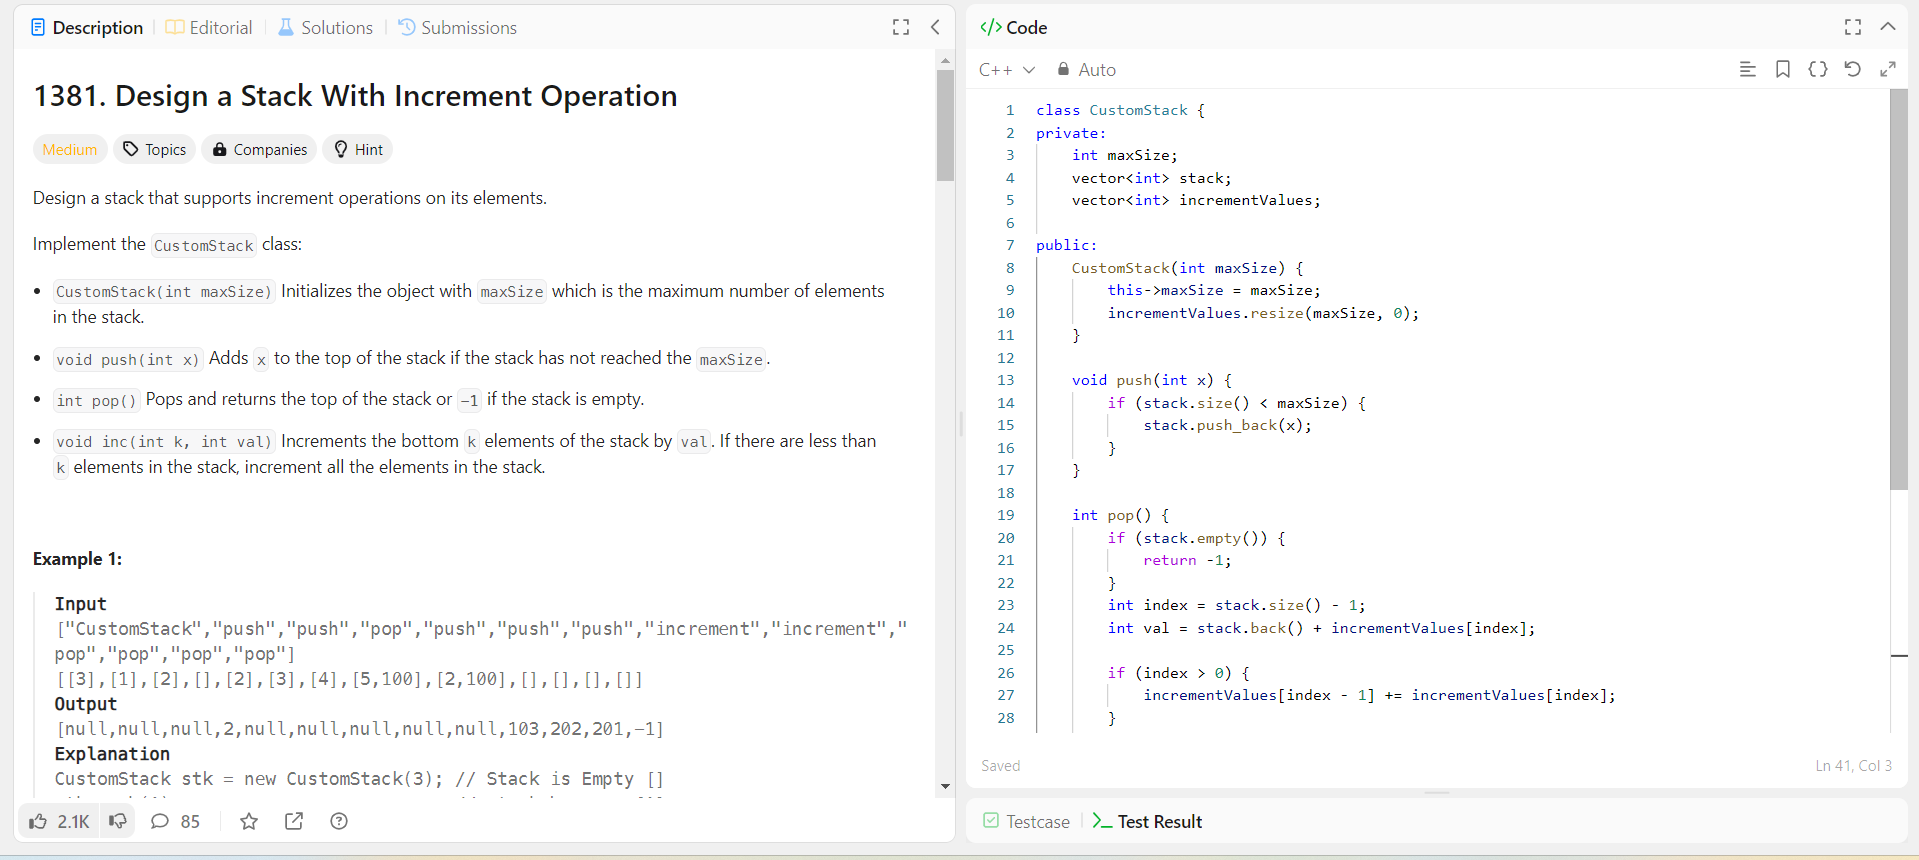 Description
Editorial
Solutions
Submissions
1381. Design a Stack With Increment Operation
Medium
Topics
Companies
Hint
Design a stack that supports increment operations on its elements.
Implement the CustomStack class:
• CustomStack(int maxSize) Initializes the object with maxSize which is the maximum number of elements
in the stack.
• void push(int x) Adds x to the top of the stack if the stack has not reached the maxSize.
• int pop() Pops and returns the top of the stack or -1 if the stack is empty.
• void inc(int k, int val) Increments the bottom k elements of the stack by val. If there are less than
k elements in the stack, increment all the elements in the stack.
Example 1:
Input
["CustomStack","push","push","pop","push","push","push","increment","increment","
pop","pop","pop","pop"]
[[3],[1],[2],[],[2],[3],[4],[5,100],[2,100],[],[],[],[]]
Output
[null,null,null,2,null,null,null,null,null,103,202,201,-1]
Explanation
CustomStack stk = new CustomStack(3); // Stack is Empty []
2.1K
85
</> Code
C++
Auto
1 class CustomStack {
2 private:
3 int maxSize;
4 vector<int> stack;
5 vector<int> incrementValues;
6
7 public:
8 CustomStack(int maxSize) {
9 this->maxSize = maxSize;
10 incrementValues.resize(maxSize, 0);
11 }
12
13 void push(int x) {
14 if (stack.size() < maxSize) {
15 stack.push_back(x);
16 }
17 }
18
19 int pop() {
20 if (stack.empty()) {
21 return -1;
22 }
23 int index = stack.size() - 1;
24 int val = stack.back() + incrementValues[index];
25
26 if (index > 0) {
27 incrementValues[index - 1] += incrementValues[index];
28 }
Saved
Ln 41, Col 3
Testcase
Test Result